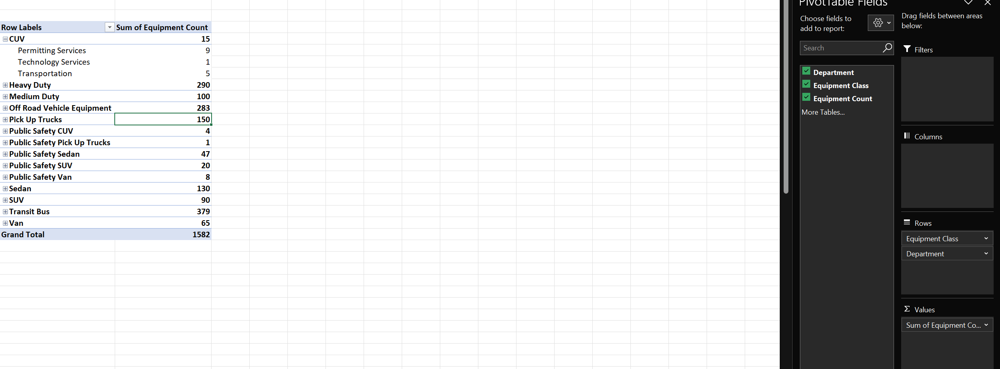 Row Labels Sum of Equipment Count
CUV 15
Permitting Services 9
Technology Services 1
Transportation 5
Heavy Duty 290
Medium Duty 100
Off Road Vehicle Equipment 283
Pick Up Trucks 150
Public Safety CUV 4
Public Safety Pick Up Trucks 1
Public Safety Sedan 47
Public Safety SUV 20
Public Safety Van 8
Sedan 130
SUV 90
Transit Bus 379
Van 65
Grand Total 1582
PivotTable Fields
Choose fields to
add to report:
Search
Department
Equipment Class
Equipment Count
More Tables...
Drag fields between areas
below:
Filters
Columns
Rows
Equipment Class
Department
Σ Values
Sum of Equipment Co...